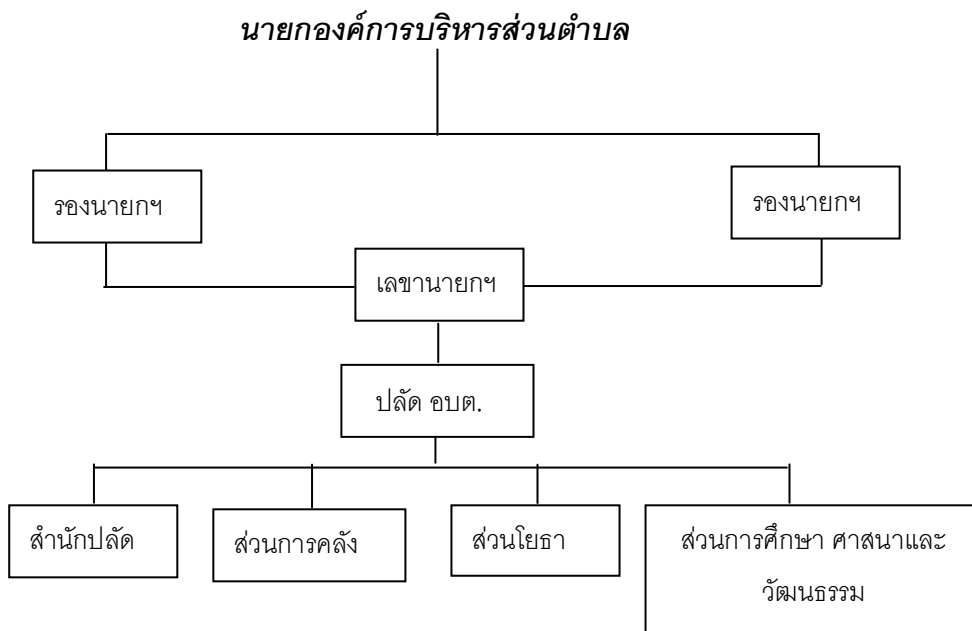 นายกองค์การบริหารส่วนตำบล
รองนายกฯ
รองนายกฯ
เลขานายกฯ
ปลัด อบต.
สำนักปลัด
ส่วนการคลัง
ส่วนโยธา
ส่วนการศึกษา ศาสนาและ
วัฒนธรรม